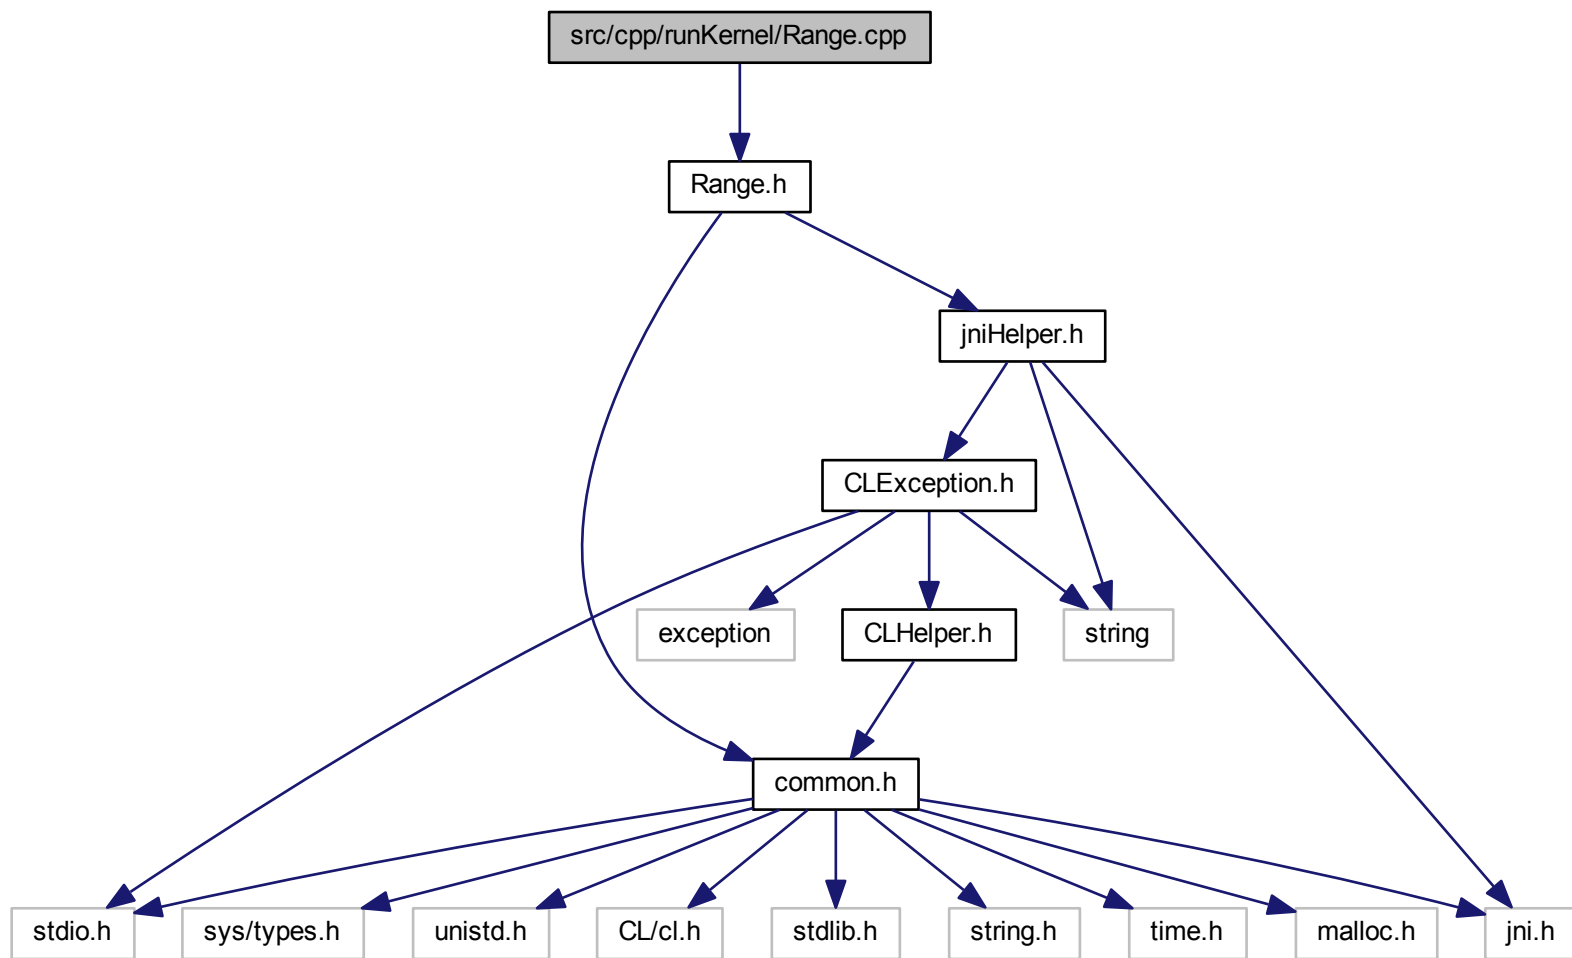 src/cpp/runKernel/Range.cpp
Range.h
jniHelper.h
CLException.h
exception
CLHelper.h
string
common.h
stdio.h
sys/types.h
unistd.h
CL/cl.h
stdlib.h
string.h
time.h
malloc.h
jni.h